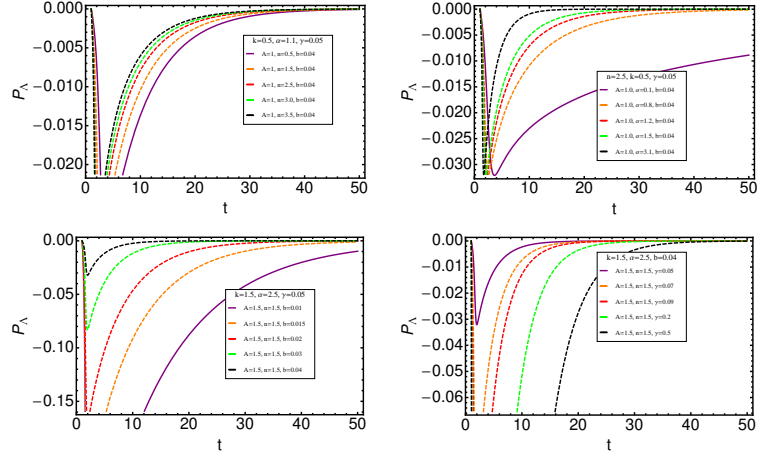 0.000
−0.005
−0.010
−0.015
−0.020
P_Λ
k=0.5, α=1.1, γ=0.05
A=1, n=0.5, b=0.04
A=1, n=1.5, b=0.04
A=1, n=2.5, b=0.04
A=1, n=3.0, b=0.04
A=1, n=3.5, b=0.04
0 10 20 30 40 50
t
0.000
−0.005
−0.010
−0.015
−0.020
−0.025
−0.030
P_Λ
n=2.5, k=0.5, γ=0.05
A=1.0, α=0.1, b=0.04
A=1.0, α=0.8, b=0.04
A=1.0, α=1.2, b=0.04
A=1.0, α=1.5, b=0.04
A=1.0, α=3.1, b=0.04
0 10 20 30 40 50
t
0.00
−0.05
−0.10
−0.15
P_Λ
k=1.5, α=2.5, γ=0.05
A=1.5, n=1.5, b=0.01
A=1.5, n=1.5, b=0.015
A=1.5, n=1.5, b=0.02
A=1.5, n=1.5, b=0.03
A=1.5, n=1.5, b=0.04
0 10 20 30 40 50
t
0.00
−0.01
−0.02
−0.03
−0.04
−0.05
−0.06
P_Λ
k=1.5, α=2.5, b=0.04
A=1.5, n=1.5, γ=0.05
A=1.5, n=1.5, γ=0.07
A=1.5, n=1.5, γ=0.09
A=1.5, n=1.5, γ=0.2
A=1.5, n=1.5, γ=0.5
0 10 20 30 40 50
t